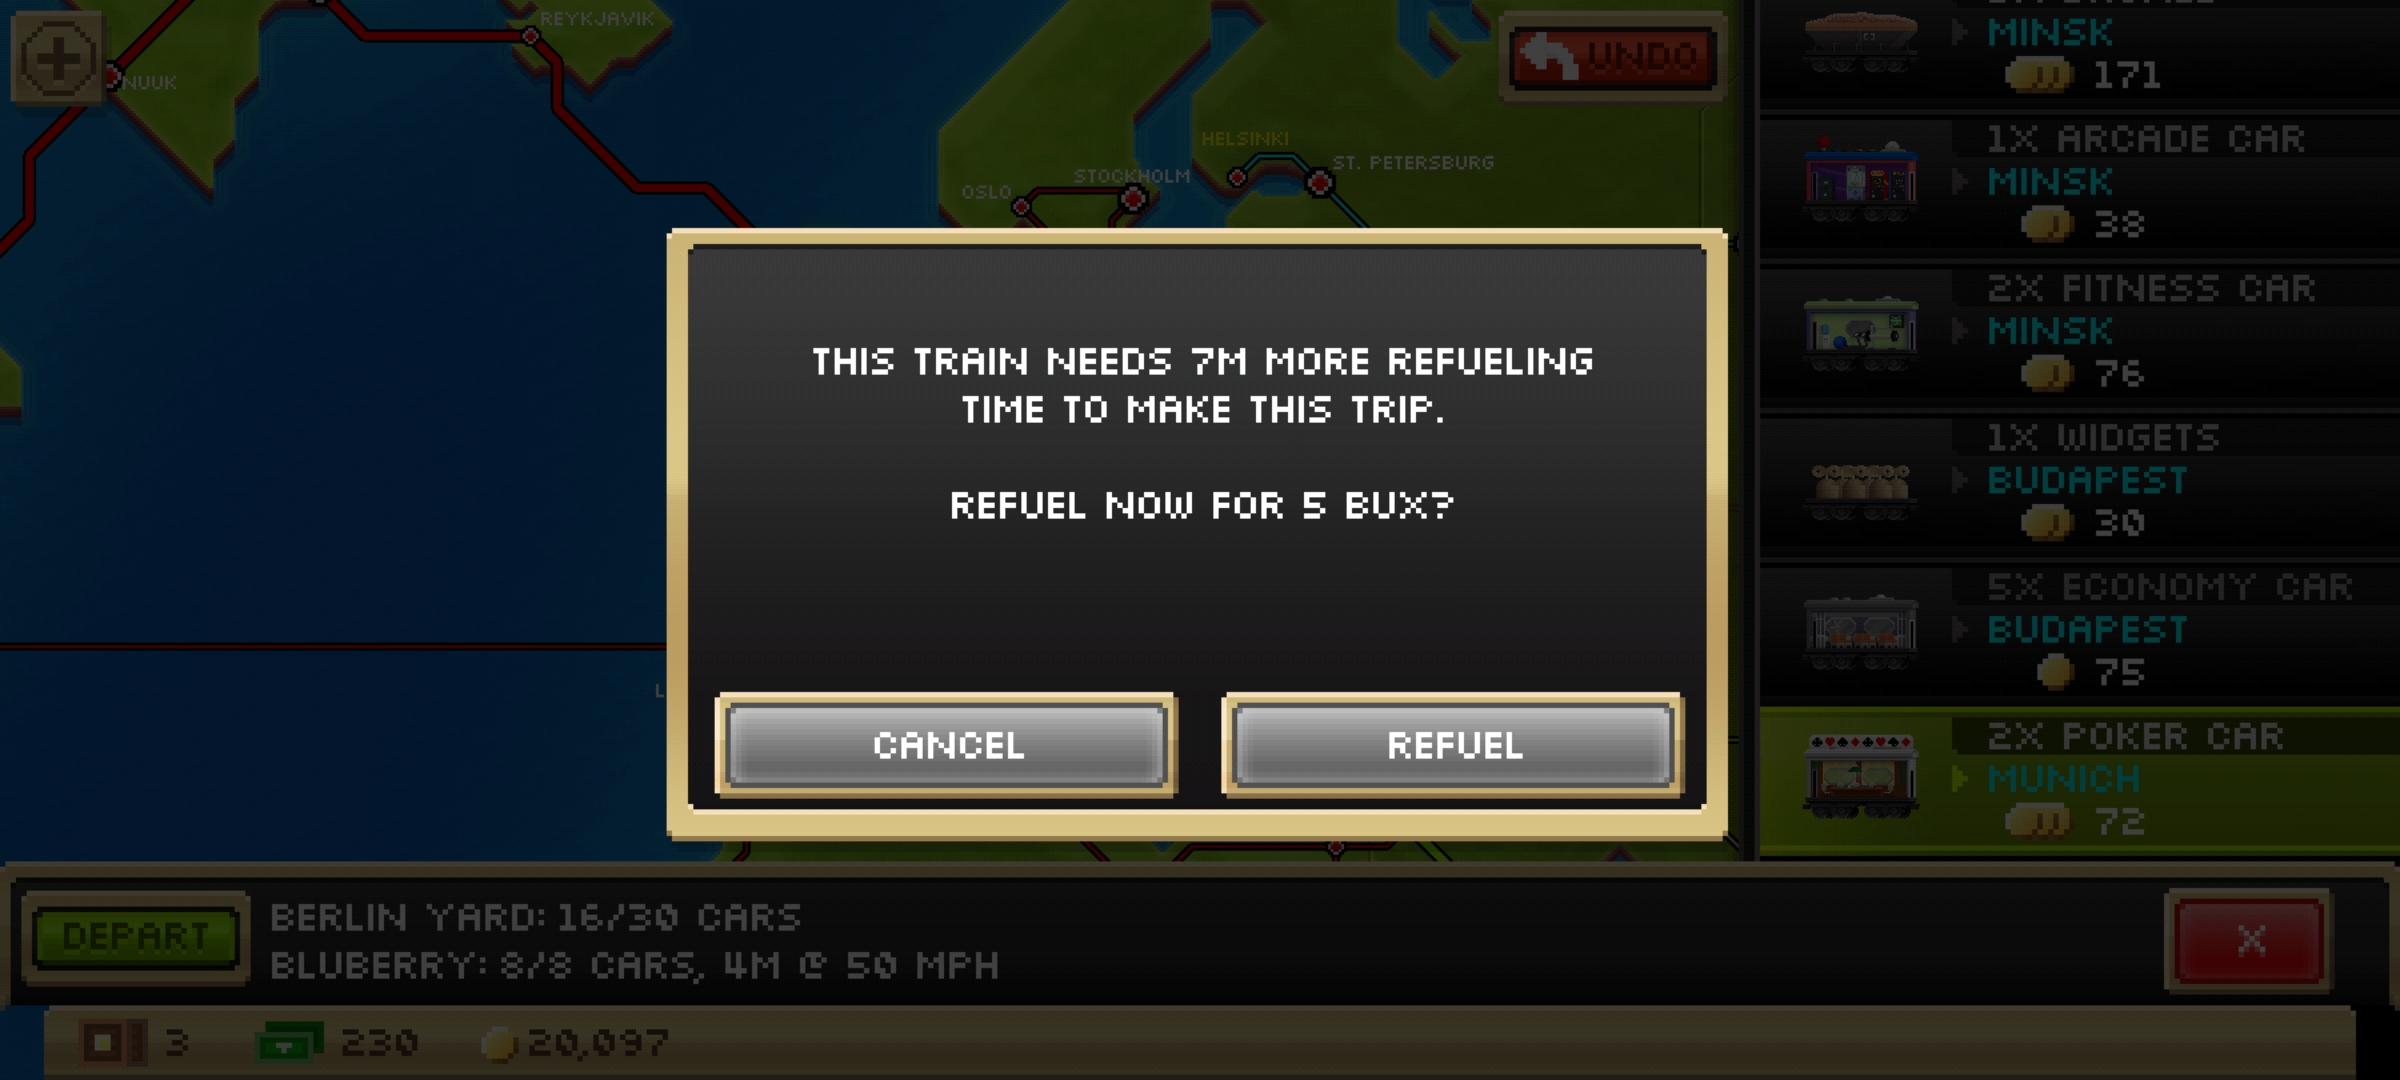 REYKJAVIK
NUUK
UNDO
HELSINKI
ST. PETERSBURG
STOCKHOLM
OSLO
THIS TRAIN NEEDS 7M MORE REFUELING
TIME TO MAKE THIS TRIP.
REFUEL NOW FOR 5 BUX?
CANCEL
REFUEL
MINSK
171
1X ARCADE CAR
MINSK
38
2X FITNESS CAR
MINSK
76
1X WIDGETS
BUDAPEST
30
5X ECONOMY CAR
BUDAPEST
75
2X POKER CAR
MUNICH
72
DEPART
BERLIN YARD: 16/30 CARS
BLUBERRY: 8/8 CARS, 4M @ 50 MPH
X
3
230
20,097